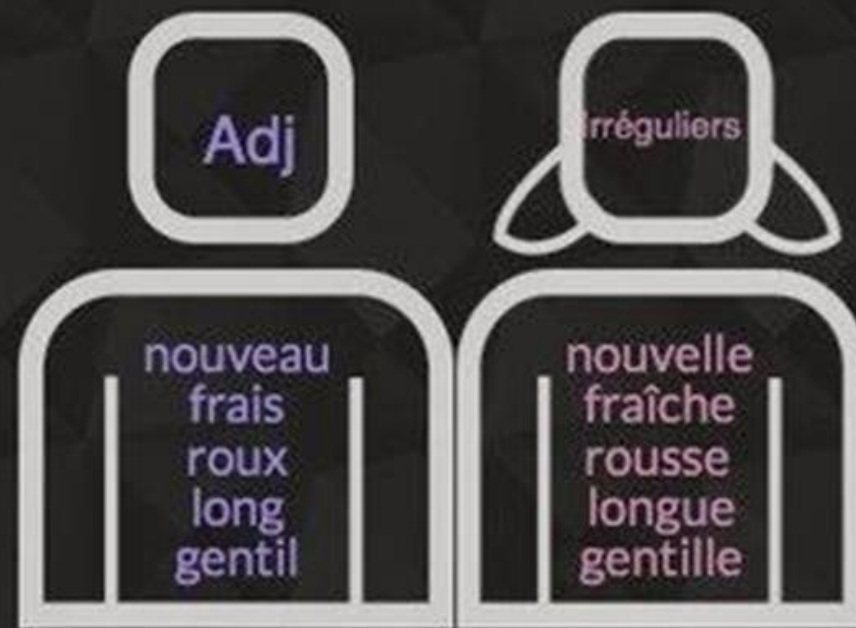 Adj
Irréguliers
nouveau
frais
roux
long
gentil
nouvelle
fraîche
rousse
longue
gentille